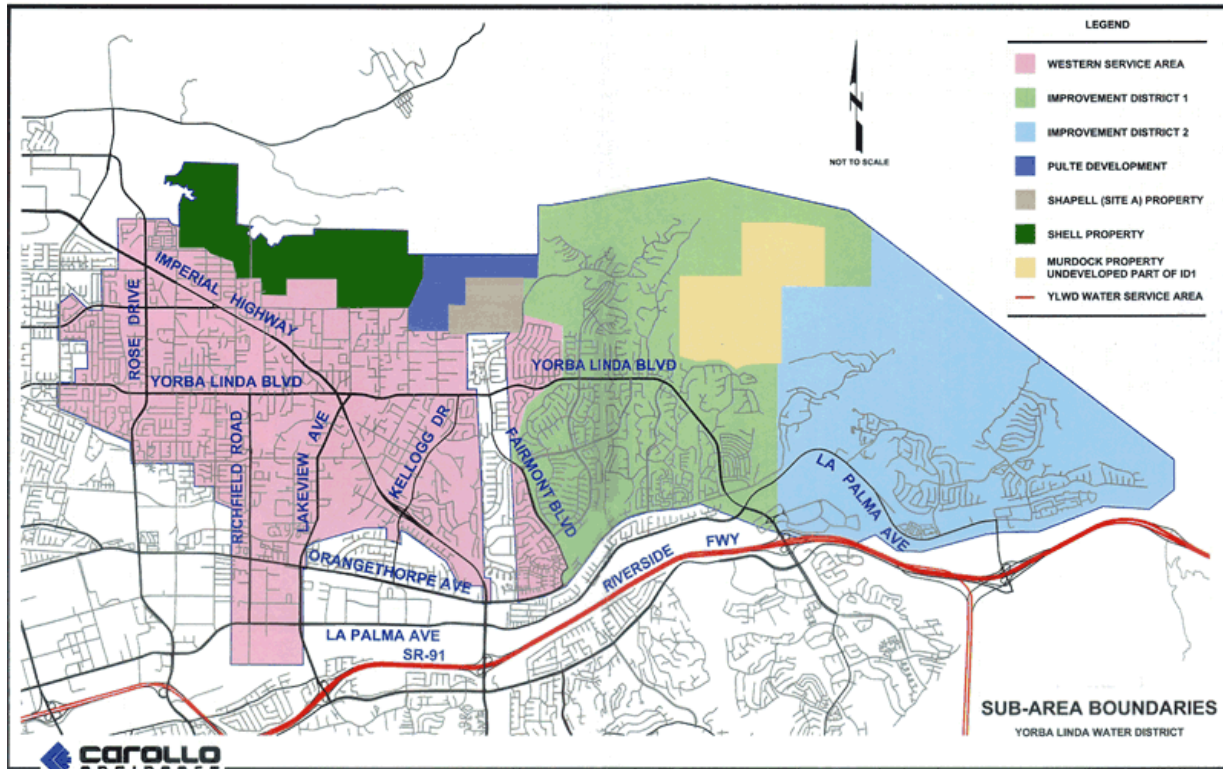 LEGEND
WESTERN SERVICE AREA
IMPROVEMENT DISTRICT 1
IMPROVEMENT DISTRICT 2
PULTE DEVELOPMENT
SHAPELL (SITE A) PROPERTY
SHELL PROPERTY
MURDOCK PROPERTY
UNDEVELOPED PART OF ID1
YLWD WATER SERVICE AREA
N
NOT TO SCALE
IMPERIAL HIGHWAY
ROSE DRIVE
YORBA LINDA BLVD
YORBA LINDA BLVD
RICHFIELD ROAD
LAKEVIEW AVE
KELLOGG DR
FAIRMONT BLVD
LA PALMA AVE
ORANGETHORPE AVE
RIVERSIDE FWY
LA PALMA AVE
SR-91
SUB-AREA BOUNDARIES
YORBA LINDA WATER DISTRICT
carollo